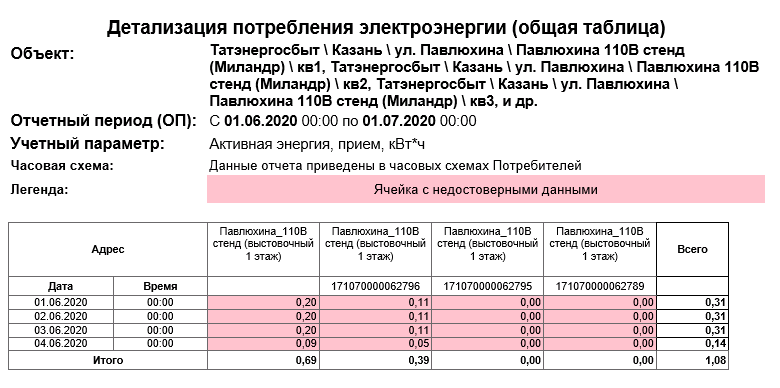 Детализация потребления электроэнергии (общая таблица)
Объект: Татэнергосбыт \ Казань \ ул. Павлюхина \ Павлюхина 110В стенд
(Миландр) \ кв1, Татэнергосбыт \ Казань \ ул. Павлюхина \ Павлюхина 110В
стенд (Миландр) \ кв2, Татэнергосбыт \ Казань \ ул. Павлюхина \
Павлюхина 110В стенд (Миландр) \ кв3, и др.
Отчетный период (ОП): С 01.06.2020 00:00 по 01.07.2020 00:00
Учетный параметр: Активная энергия, прием, кВт*ч
Часовая схема: Данные отчета приведены в часовых схемах Потребителей
Легенда: Ячейка с недостоверными данными
Адрес
Павлюхина_110В
стенд (выстовочный
1 этаж)
Павлюхина_110В
стенд (выстовочный
1 этаж)
Павлюхина_110В
стенд (выстовочный
1 этаж)
Павлюхина_110В
стенд (выстовочный
1 этаж)
Всего
Дата Время 171070000062796 171070000062795 171070000062789
01.06.2020 00:00 0,20 0,11 0,00 0,00 0,31
02.06.2020 00:00 0,20 0,11 0,00 0,00 0,31
03.06.2020 00:00 0,20 0,11 0,00 0,00 0,31
04.06.2020 00:00 0,09 0,05 0,00 0,00 0,14
Итого 0,69 0,39 0,00 0,00 1,08